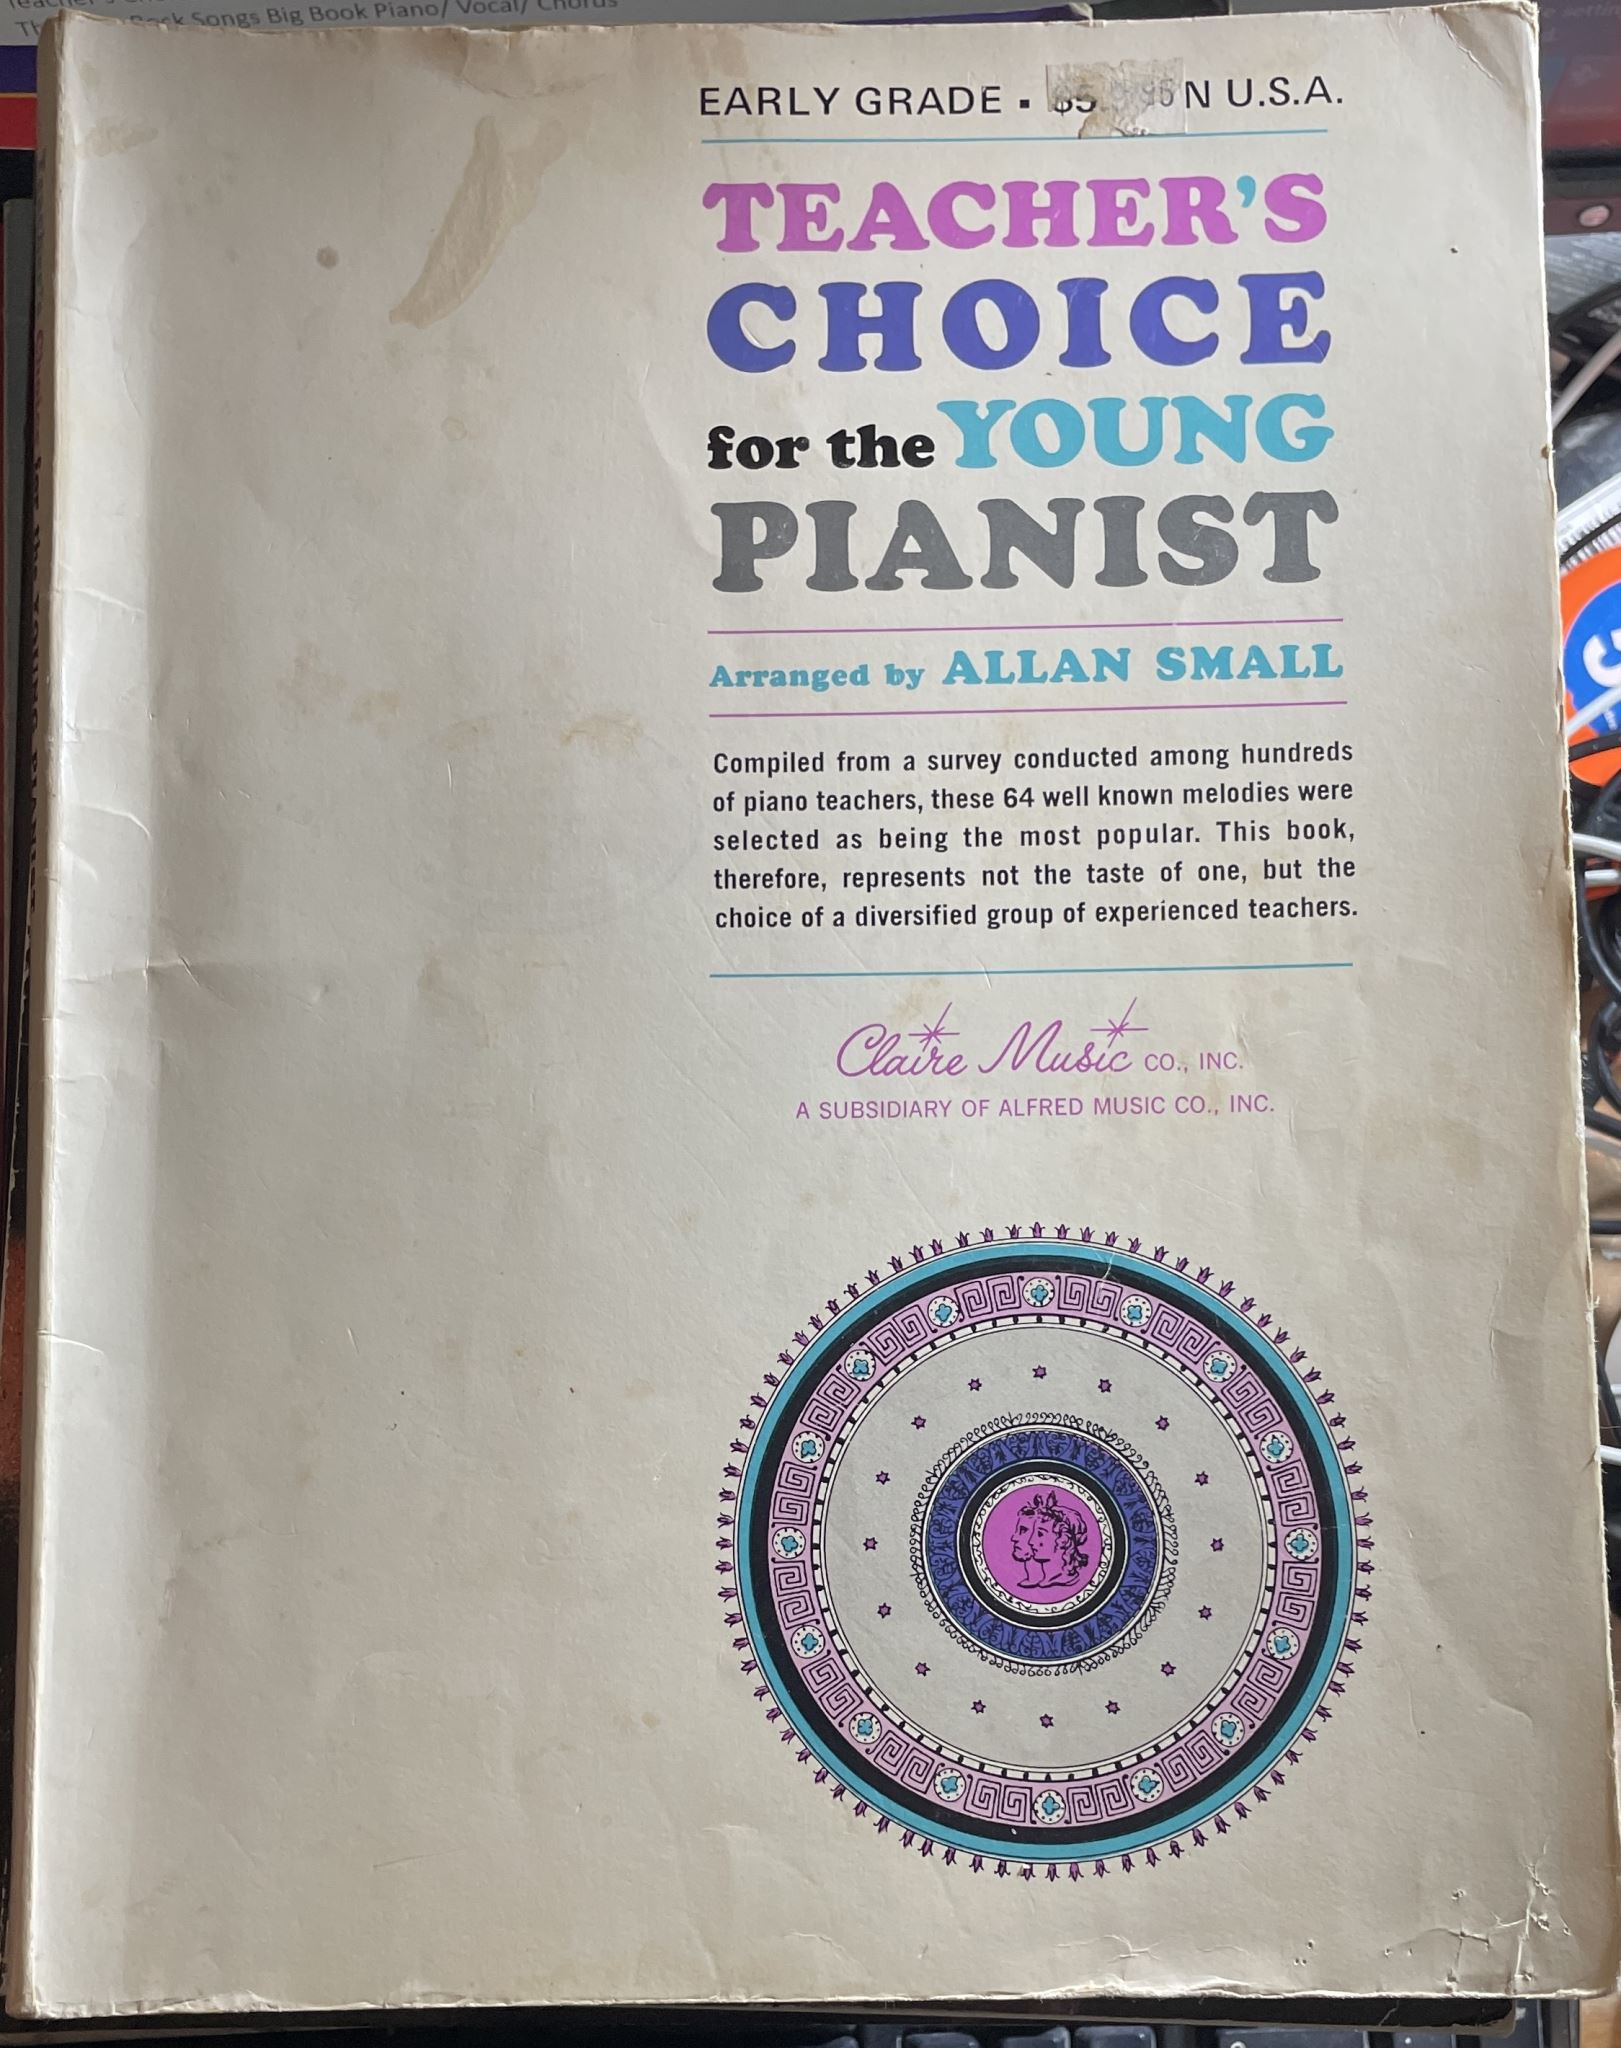 Rock Songs Big Book Piano/ Vocal/ Chorus
EARLY GRADE ▪ $5 95 N U.S.A.
TEACHER'S
CHOICE
for the YOUNG
PIANIST
Arranged by ALLAN SMALL
Compiled from a survey conducted among hundreds
of piano teachers, these 64 well known melodies were
selected as being the most popular. This book,
therefore, represents not the taste of one, but the
choice of a diversified group of experienced teachers.
Claire Music CO., INC.
A SUBSIDIARY OF ALFRED MUSIC CO., INC.